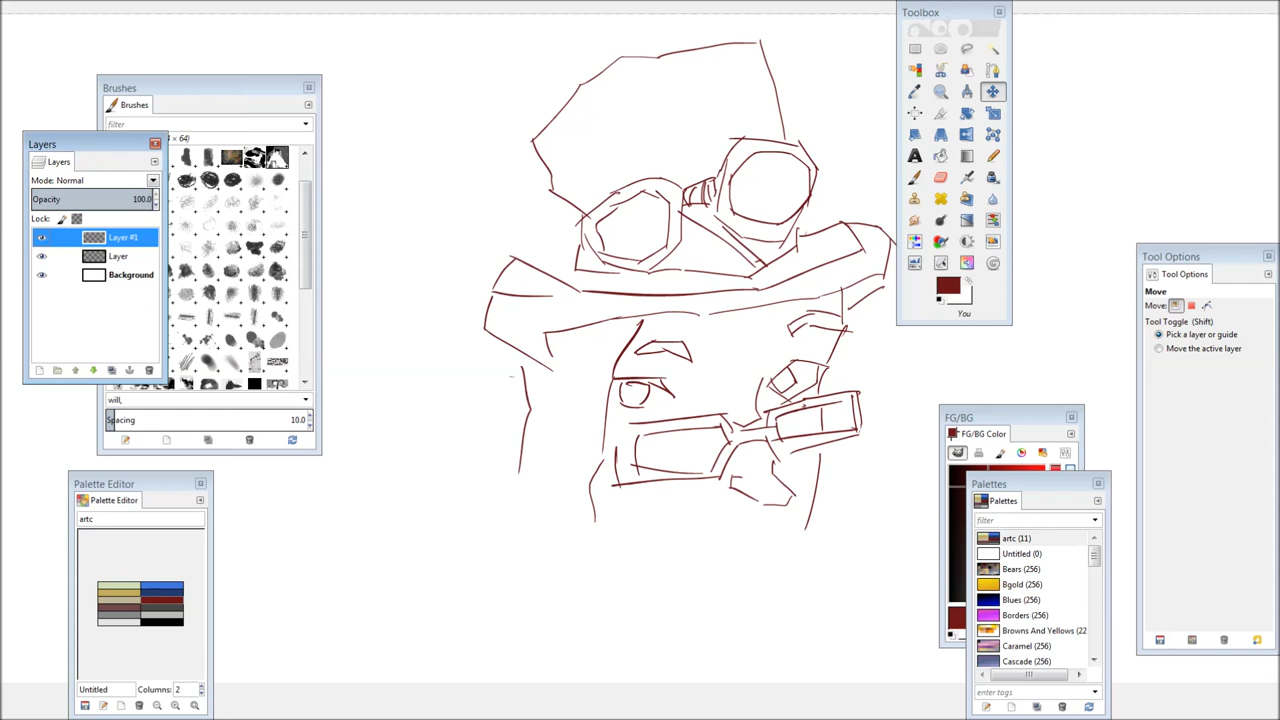 Toolbox
You
Brushes
Brushes
filter
× 64)
will,
Spacing 10.0
Layers
Layers
Mode: Normal
Opacity 100.0
Lock:
Layer #1
Layer
Background
Palette Editor
Palette Editor
artc
Untitled Columns: 2
Tool Options
Tool Options
Move
Move:
Tool Toggle (Shift)
Pick a layer or guide
Move the active layer
FG/BG
FG/BG Color
Palettes
Palettes
filter
artc (11)
Untitled (0)
Bears (256)
Bgold (256)
Blues (256)
Borders (256)
Browns And Yellows (22
Caramel (256)
Cascade (256)
enter tags